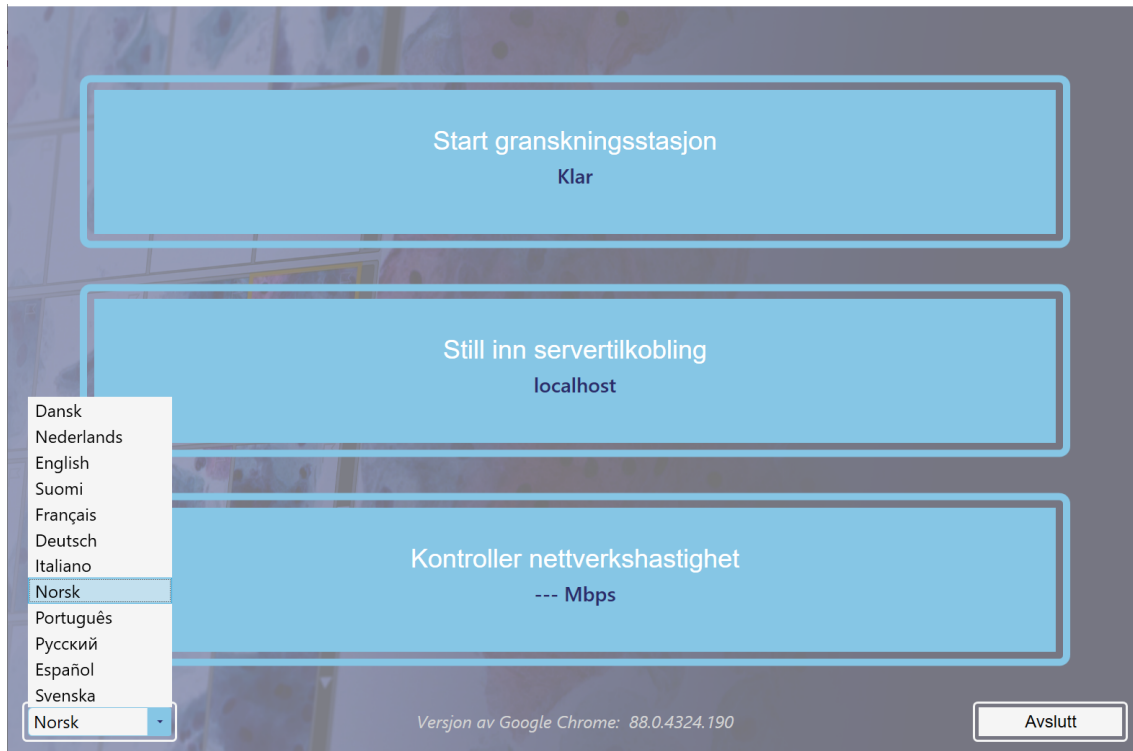 Start granskningsstasjon
Klar
Still inn servertilkobling
localhost
Kontroller nettverkshastighet
--- Mbps
Dansk
Nederlands
English
Suomi
Français
Deutsch
Italiano
Norsk
Português
Русский
Español
Svenska
Norsk
Versjon av Google Chrome: 88.0.4324.190
Avslutt